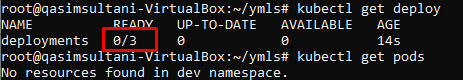 root@qasimsultani-VirtualBox:~/ymls# kubectl get deploy
NAME READY UP-TO-DATE AVAILABLE AGE
deployments 0/3 0 0 14s
root@qasimsultani-VirtualBox:~/ymls# kubectl get pods
No resources found in dev namespace.